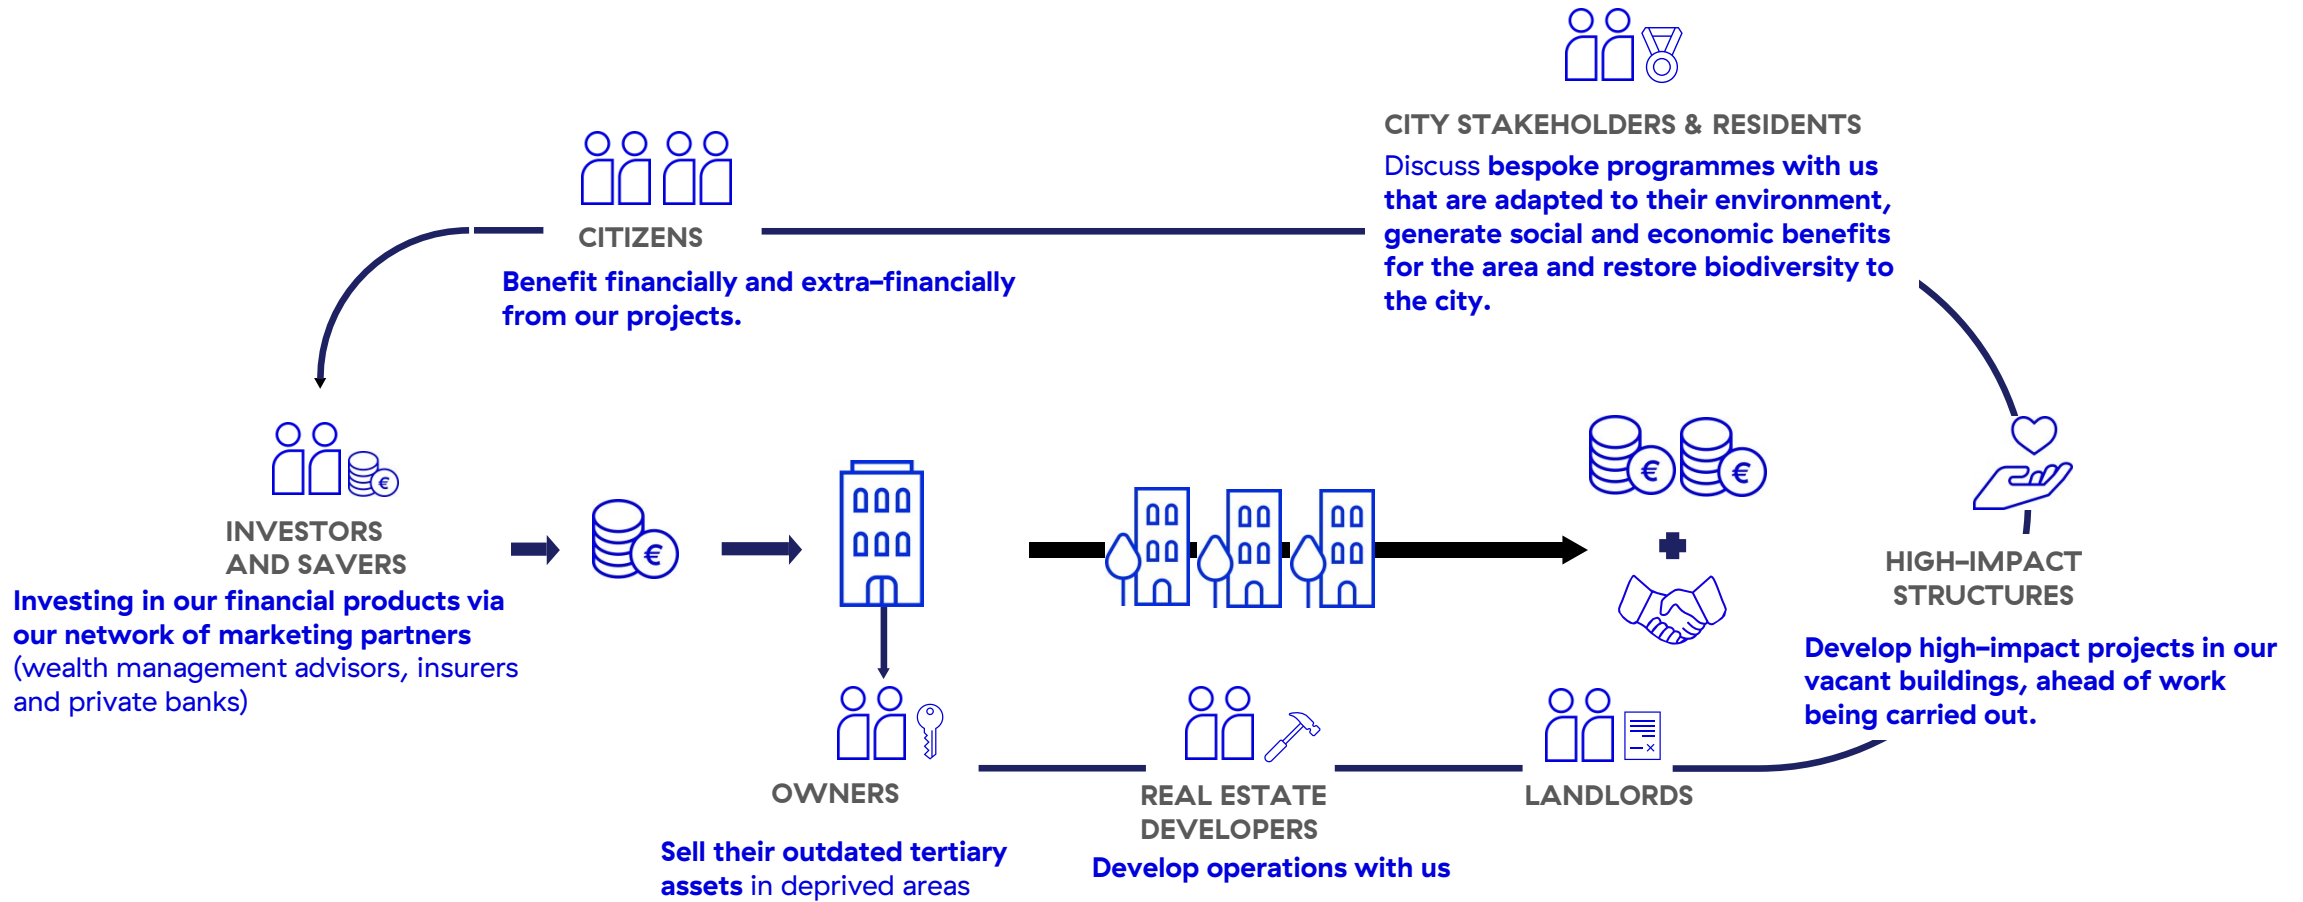 CITY STAKEHOLDERS & RESIDENTS
Discuss bespoke programmes with us
that are adapted to their environment,
generate social and economic benefits
for the area and restore biodiversity to
the city.
CITIZENS
Benefit financially and extra-financially
from our projects.
INVESTORS
AND SAVERS
Investing in our financial products via
our network of marketing partners
(wealth management advisors, insurers
and private banks)
€
€
€
€
HIGH-IMPACT
STRUCTURES
Develop high-impact projects in our
vacant buildings, ahead of work
being carried out.
OWNERS
Sell their outdated tertiary
assets in deprived areas
REAL ESTATE
DEVELOPERS
Develop operations with us
LANDLORDS